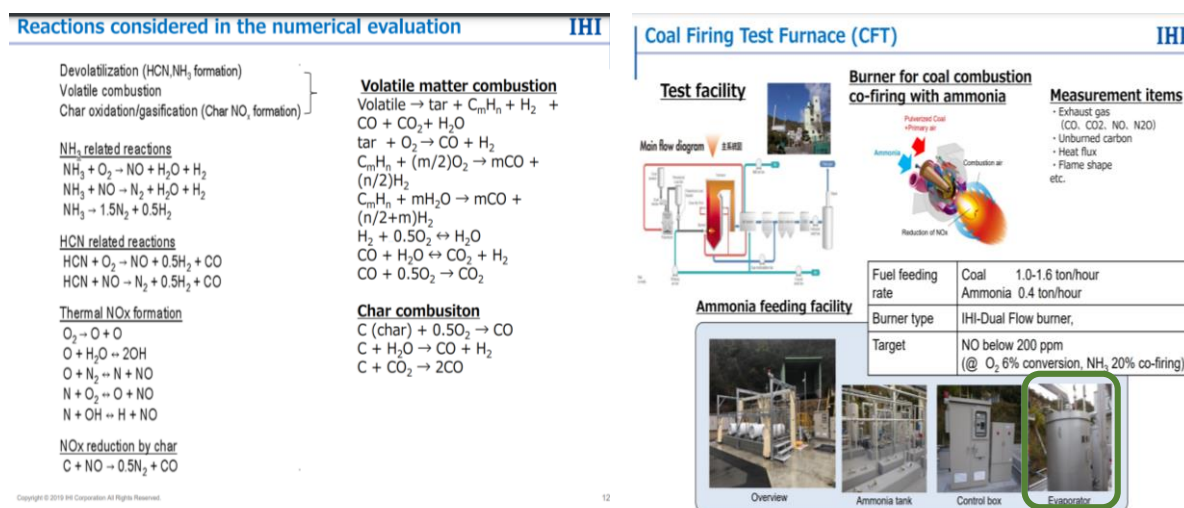 Reactions considered in the numerical evaluation
IHI
Devolatilization (HCN,NH₃ formation)
Volatile combustion
Char oxidation/gasification (Char NOₓ formation)
NH₃ related reactions
NH₃ + O₂ → NO + H₂O + H₂
NH₃ + NO → N₂ + H₂O + H₂
NH₃ → 1.5N₂ + 0.5H₂
HCN related reactions
HCN + O₂ → NO + 0.5H₂ + CO
HCN + NO → N₂ + 0.5H₂ + CO
Thermal NOx formation
O₂ → O + O
O + H₂O ↔ 2OH
O + N₂ ↔ N + NO
N + O₂ ↔ O + NO
N + OH ↔ H + NO
NOx reduction by char
C + NO → 0.5N₂ + CO
Volatile matter combustion
Volatile → tar + CₘHₙ + H₂ +
CO + CO₂ + H₂O
tar + O₂ → CO + H₂
CₘHₙ + (m/2)O₂ → mCO +
(n/2)H₂
CₘHₙ + mH₂O → mCO +
(n/2+m)H₂
H₂ + 0.5O₂ ↔ H₂O
CO + H₂O ↔ CO₂ + H₂
CO + 0.5O₂ → CO₂
Char combusiton
C (char) + 0.5O₂ → CO
C + H₂O → CO + H₂
C + CO₂ → 2CO
Copyright © 2019 IHI Corporation All Rights Reserved.
12
Coal Firing Test Furnace (CFT)
IHI
Test facility
Main flow diagram
主系統図
Burner for coal combustion
co-firing with ammonia
Pulverized Coal
+Primary air
Ammonia
Combustion air
Reduction of NOx
Measurement items
・Exhaust gas
(CO, CO2, NO, N2O)
・Unburned carbon
・Heat flux
・Flame shape
etc.
Fuel feeding rate
Coal 1.0-1.6 ton/hour
Ammonia 0.4 ton/hour
Burner type
IHI-Dual Flow burner,
Target
NO below 200 ppm
(@ O₂ 6% conversion, NH₃ 20% co-firing)
Ammonia feeding facility
Overview
Ammonia tank
Control box
Evaporator